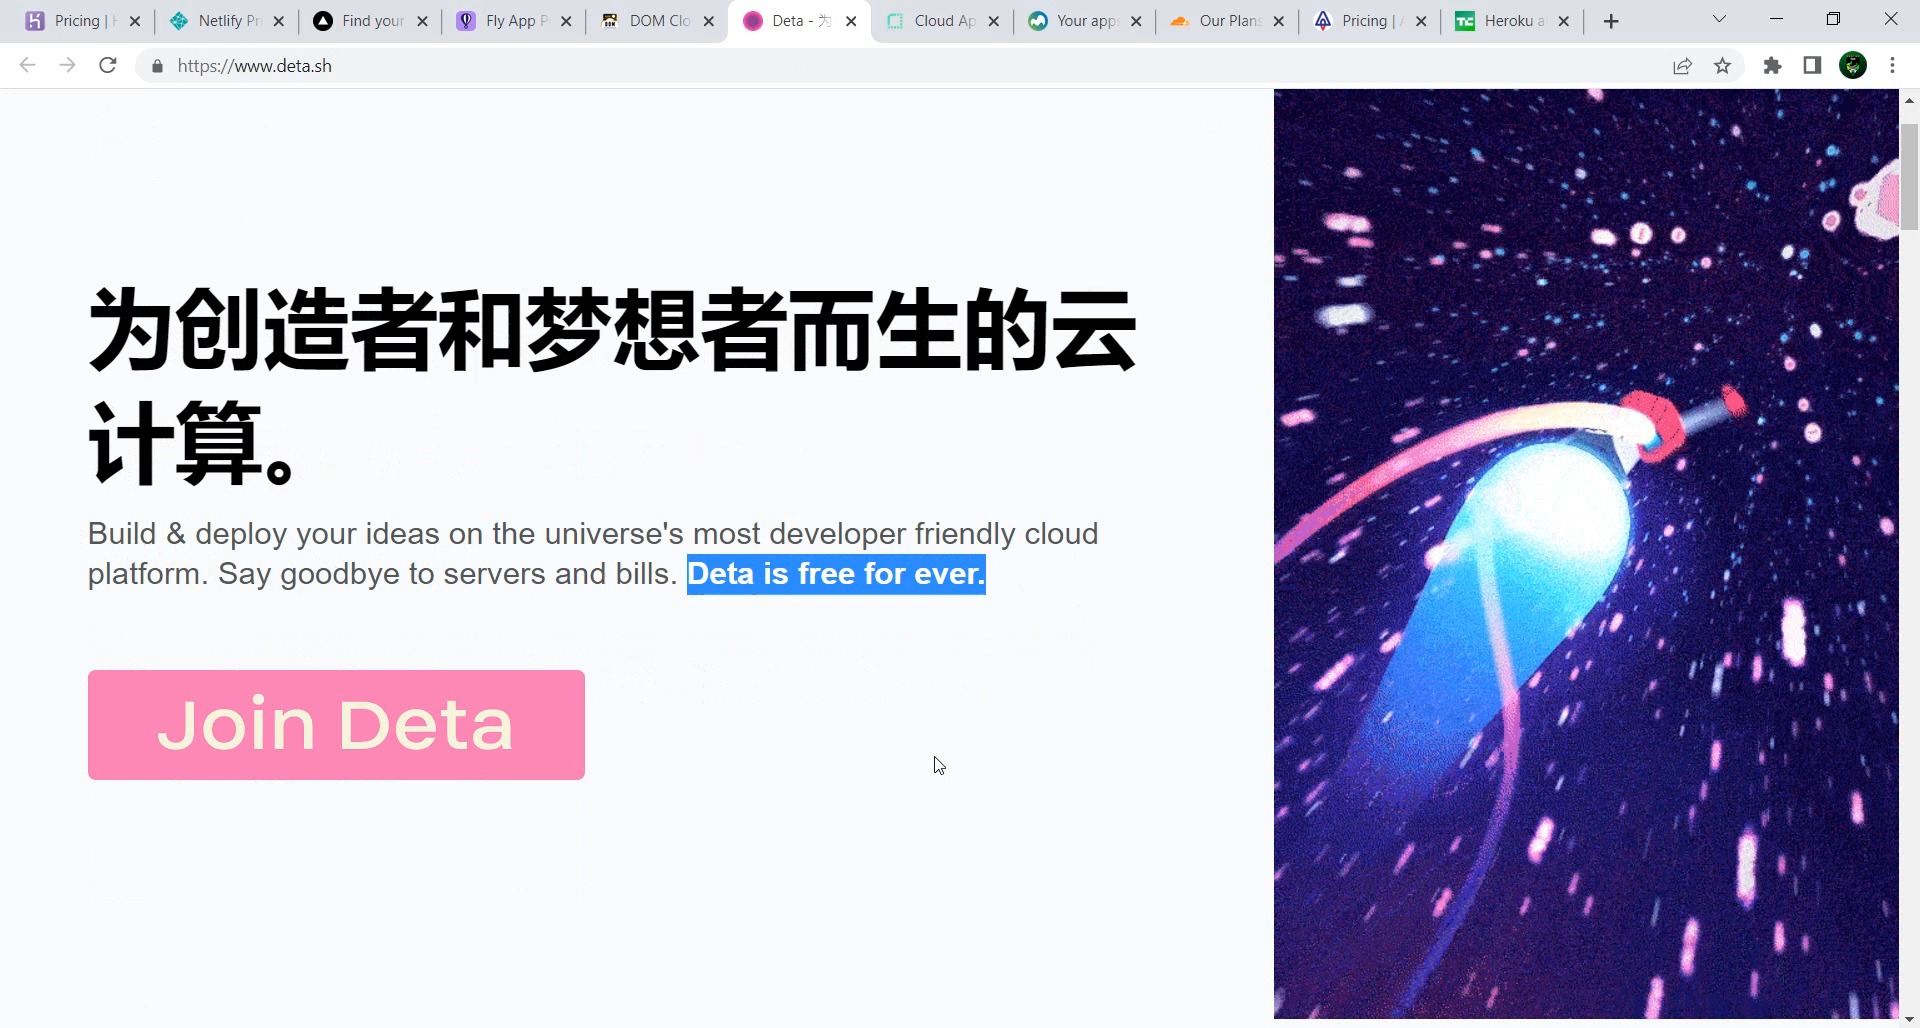 Pricing | H
Netlify Pri
Find your
Fly App P
DOM Clo
Deta - 为
Cloud Ap
Your apps
Our Plans
Pricing | A
Heroku a
https://www.deta.sh
为创造者和梦想者而生的云
计算。
Build & deploy your ideas on the universe's most developer friendly cloud
platform. Say goodbye to servers and bills. Deta is free for ever.
Join Deta